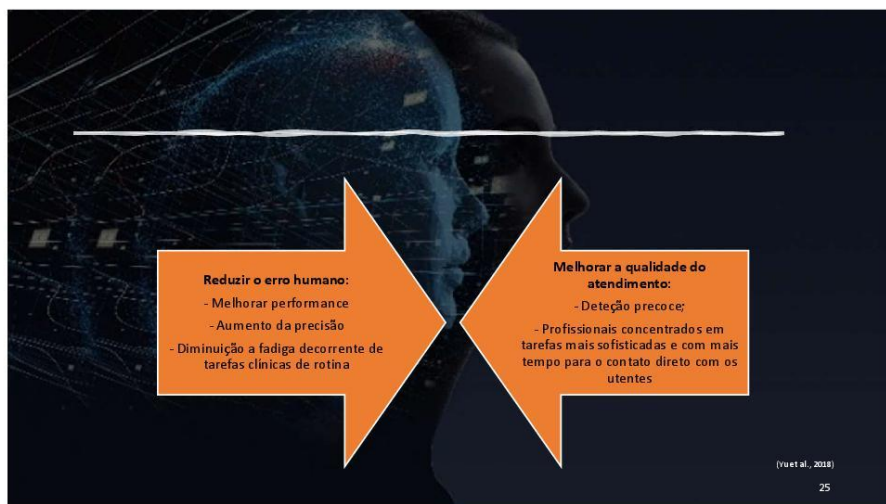 Reduzir o erro humano:
- Melhorar performance
- Aumento da precisão
- Diminuição a fadiga decorrente de
tarefas clínicas de rotina
Melhorar a qualidade do
atendimento:
- Deteção precoce;
- Profissionais concentrados em
tarefas mais sofisticadas e com mais
tempo para o contato direto com os
utentes
(Yu et al., 2018)
25